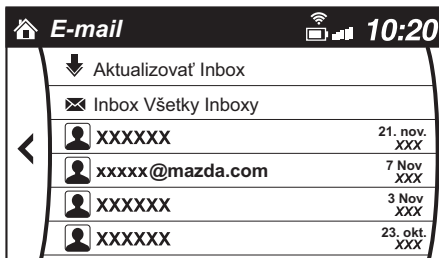 E-mail 10:20
Aktualizovať Inbox
Inbox Všetky Inboxy
XXXXXX 21. nov.
XXX
xxxxx@mazda.com 7 Nov
XXX
XXXXXX 3 Nov
XXX
XXXXXX 23. okt.
XXX